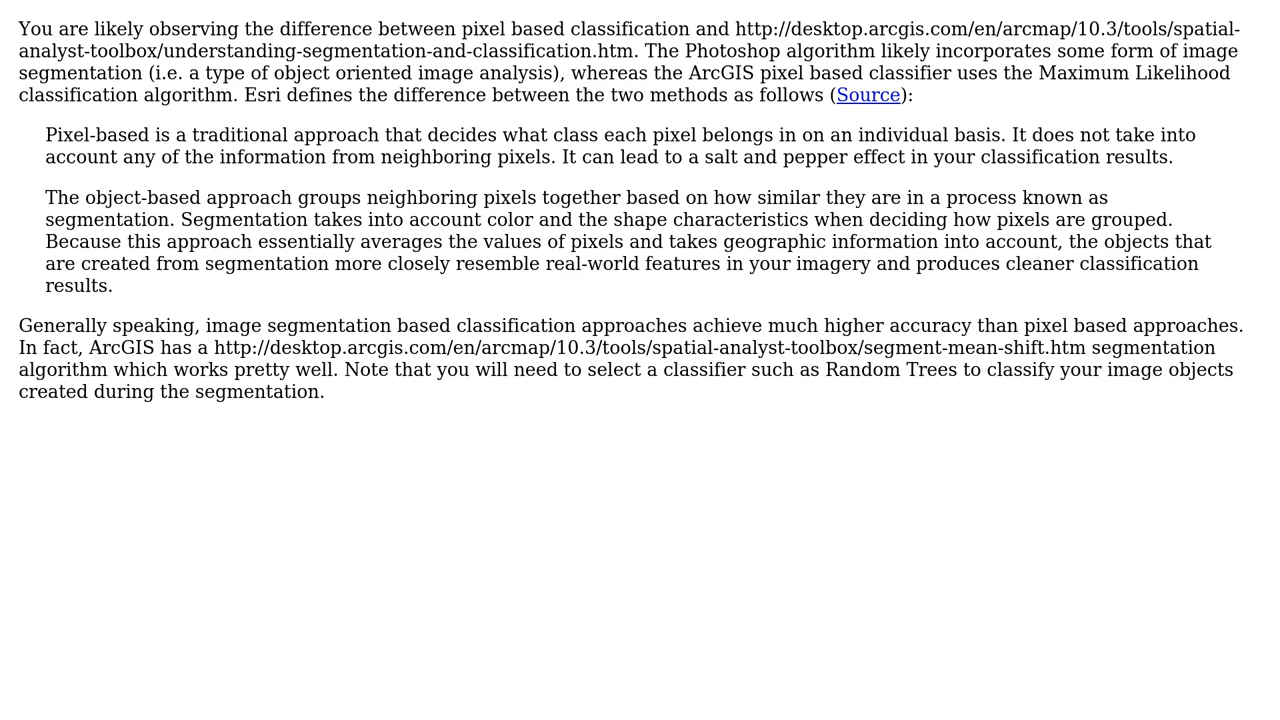 You are likely observing the difference between pixel based classification and http://desktop.arcgis.com/en/arcmap/10.3/tools/spatial-
analyst-toolbox/understanding-segmentation-and-classification.htm. The Photoshop algorithm likely incorporates some form of image
segmentation (i.e. a type of object oriented image analysis), whereas the ArcGIS pixel based classifier uses the Maximum Likelihood
classification algorithm. Esri defines the difference between the two methods as follows (Source):
Pixel-based is a traditional approach that decides what class each pixel belongs in on an individual basis. It does not take into
account any of the information from neighboring pixels. It can lead to a salt and pepper effect in your classification results.
The object-based approach groups neighboring pixels together based on how similar they are in a process known as
segmentation. Segmentation takes into account color and the shape characteristics when deciding how pixels are grouped.
Because this approach essentially averages the values of pixels and takes geographic information into account, the objects that
are created from segmentation more closely resemble real-world features in your imagery and produces cleaner classification
results.
Generally speaking, image segmentation based classification approaches achieve much higher accuracy than pixel based approaches.
In fact, ArcGIS has a http://desktop.arcgis.com/en/arcmap/10.3/tools/spatial-analyst-toolbox/segment-mean-shift.htm segmentation
algorithm which works pretty well. Note that you will need to select a classifier such as Random Trees to classify your image objects
created during the segmentation.